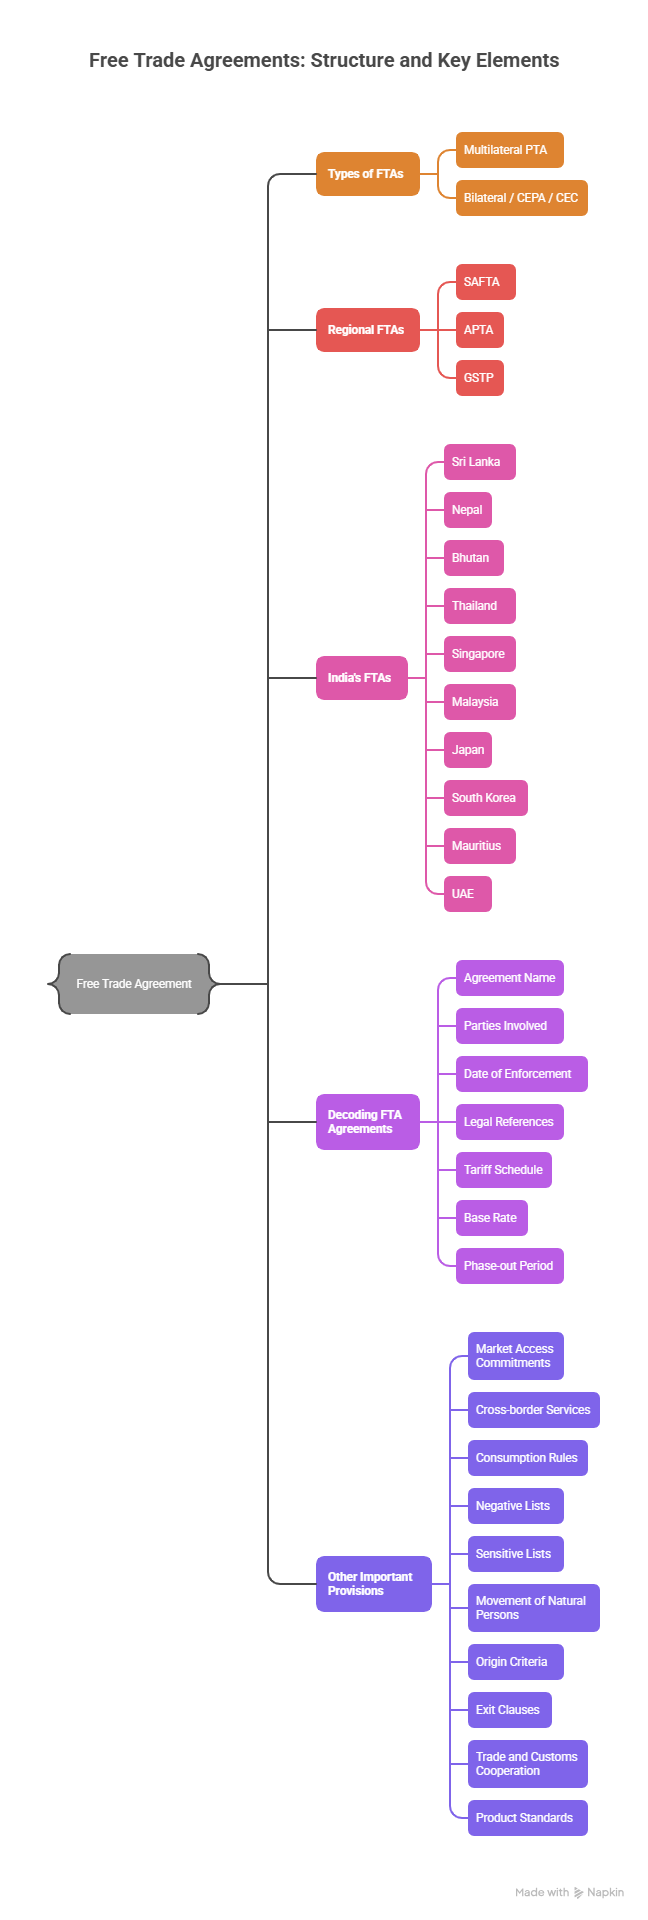 Free Trade Agreements: Structure and Key Elements
Types of FTAs
Multilateral PTA
Bilateral / CEPA / CEC
Regional FTAs
SAFTA
APTA
GSTP
India's FTAs
Sri Lanka
Nepal
Bhutan
Thailand
Singapore
Malaysia
Japan
South Korea
Mauritius
UAE
Free Trade Agreement
Decoding FTA
Agreements
Agreement Name
Parties Involved
Date of Enforcement
Legal References
Tariff Schedule
Base Rate
Phase-out Period
Other Important
Provisions
Market Access
Commitments
Cross-border Services
Consumption Rules
Negative Lists
Sensitive Lists
Movement of Natural
Persons
Origin Criteria
Exit Clauses
Trade and Customs
Cooperation
Product Standards
Made with Napkin